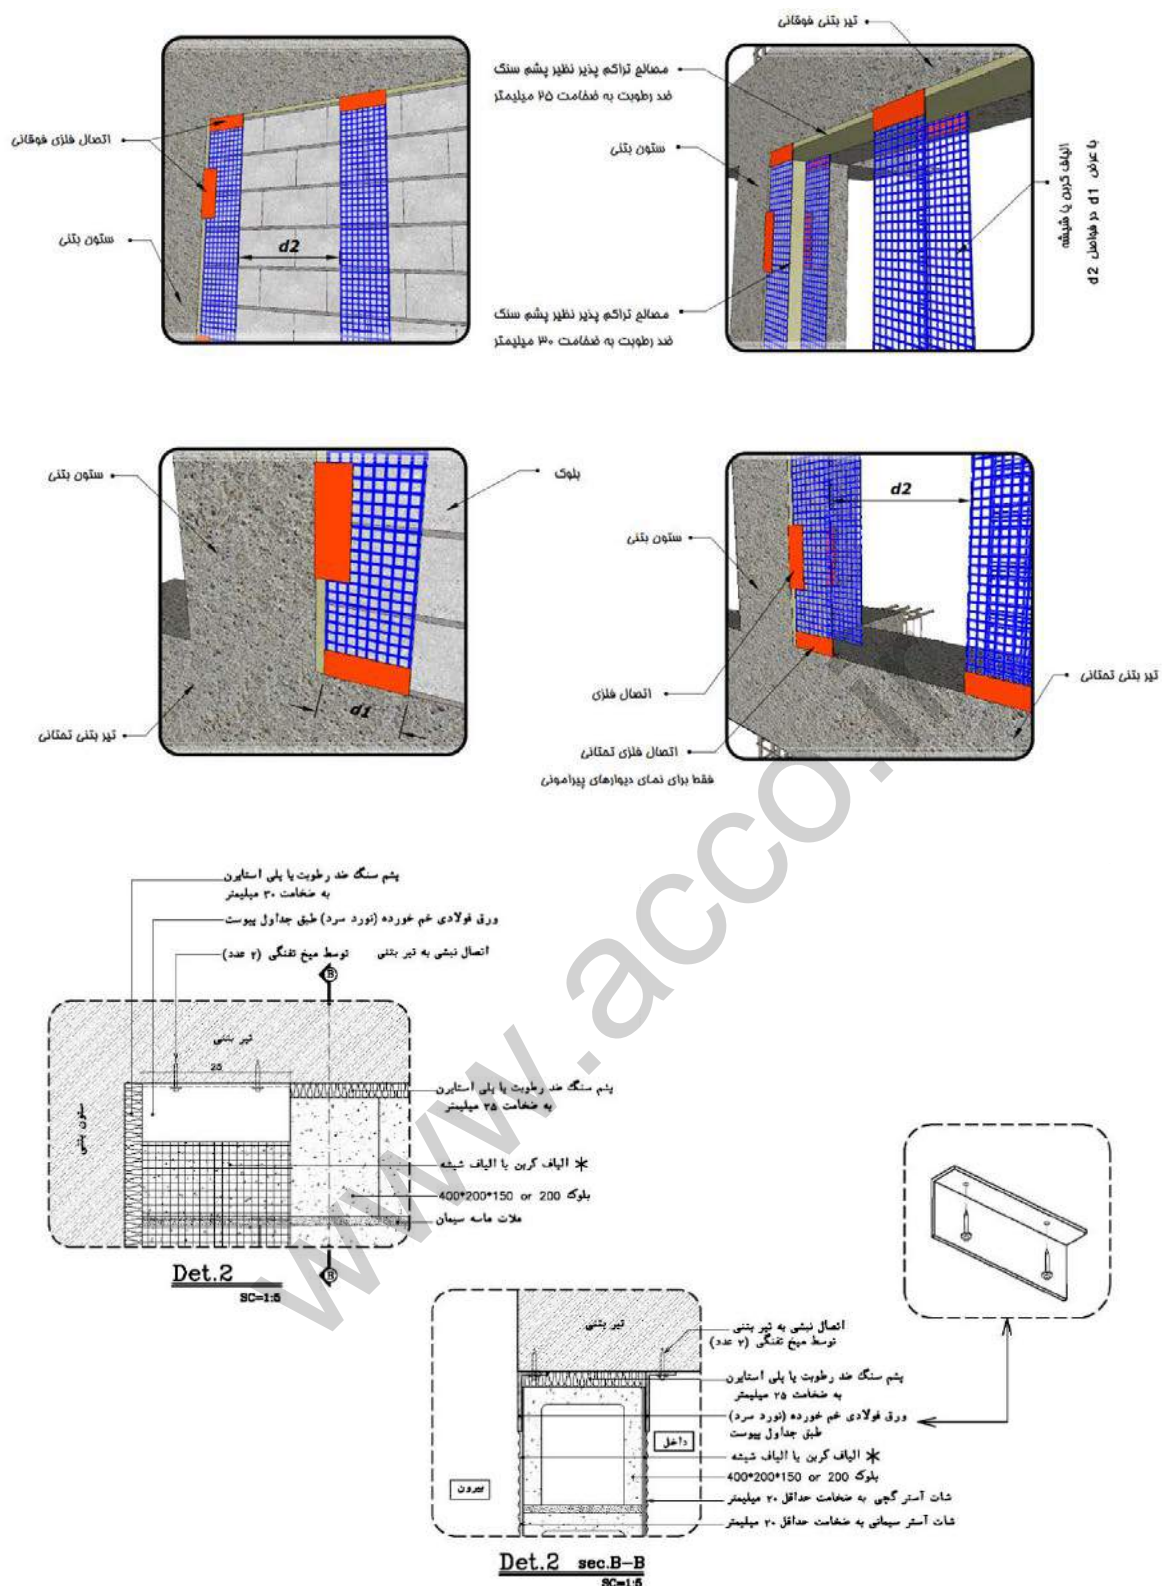 تیر بتنی فوقانی
مصالح تراکم پذیر نظیر پشم سنگ
ضد رطوبت به ضخامت ۲۵ میلیمتر
ستون بتنی
الیاف کربن یا شیشه
با عرض d1 در فواصل d2
مصالح تراکم پذیر نظیر پشم سنگ
ضد رطوبت به ضخامت ۳۰ میلیمتر
اتصال فلزی فوقانی
ستون بتنی
d2
ستون بتنی
بلوک
تیر بتنی تحتانی
d1
d2
ستون بتنی
اتصال فلزی
تیر بتنی تحتانی
اتصال فلزی تحتانی
فقط برای نمای دیوارهای پیرامونی
پشم سنگ ضد رطوبت یا پلی استایرن
به ضخامت ۳۰ میلیمتر
ورق فولادی خم خورده (نورد سرد) طبق جداول پیوست
اتصال نبشی به تیر بتنی توسط میخ تفنگی (۲ عدد)
B
تیر بتنی
25
ستون بتنی
پشم سنگ ضد رطوبت یا پلی استایرن
به ضخامت ۲۵ میلیمتر
* الیاف کربن یا الیاف شیشه
بلوک 400*200*150 or 200
ملات ماسه سیمان
B
Det.2
SC=1:5
تیر بتنی
اتصال نبشی به تیر بتنی
توسط میخ تفنگی (۲ عدد)
پشم سنگ ضد رطوبت یا پلی استایرن
به ضخامت ۲۵ میلیمتر
ورق فولادی خم خورده (نورد سرد)
طبق جداول پیوست
داخل
* الیاف کربن یا الیاف شیشه
بلوک 400*200*150 or 200
بیرون
شات آستر گچی به ضخامت حداقل ۲۰ میلیمتر
شات آستر سیمانی به ضخامت حداقل ۲۰ میلیمتر
Det.2 sec.B-B
SC=1:5
www.acco.